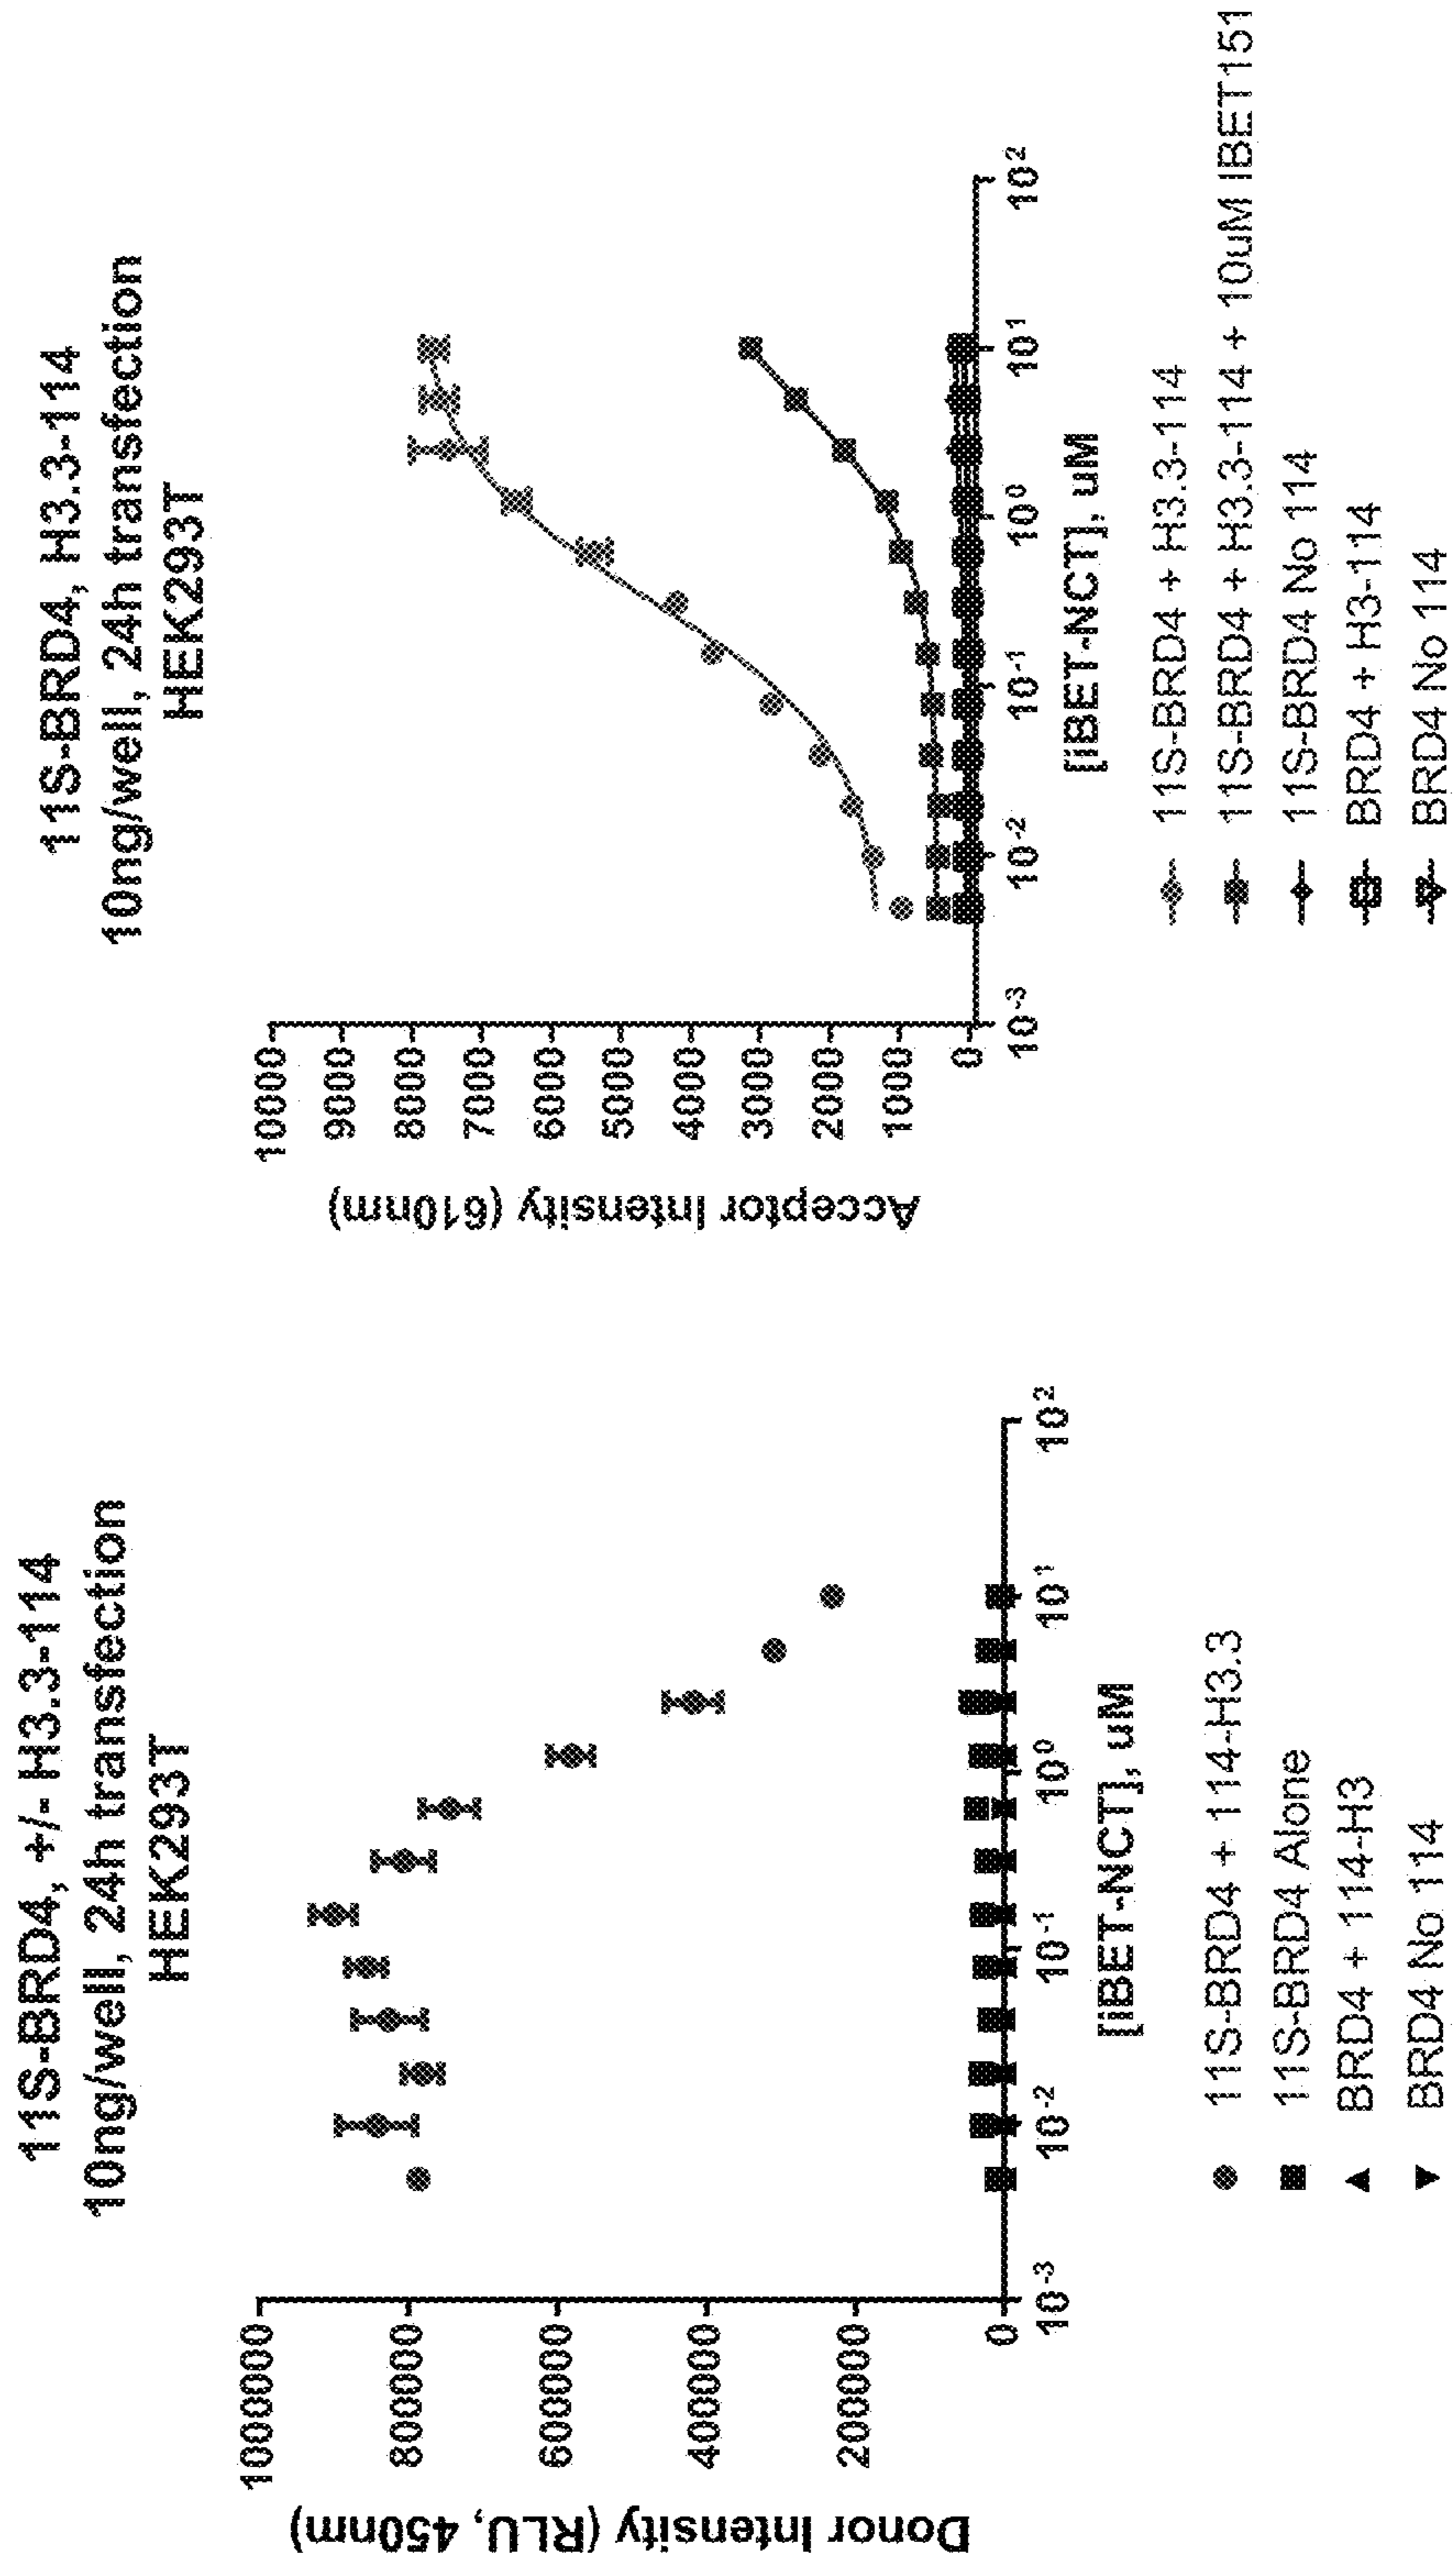 11S-BRD4, +/- H3.3-114
10ng/well, 24h transfection
HEK293T
Donor Intensity (RLU, 450nm)
1000000
800000
600000
400000
200000
0
10-3
10-2
10-1
100
101
102
[iBET-NCT], uM
11S-BRD4 + 114-H3.3
11S-BRD4 Alone
BRD4 + 114-H3
BRD4 No 114
11S-BRD4, H3.3-114
10ng/well, 24h transfection
HEK293T
Acceptor Intensity (610nm)
10000
9000
8000
7000
6000
5000
4000
3000
2000
1000
0
10-3
10-2
10-1
100
101
102
[iBET-NCT], uM
11S-BRD4 + H3.3-114
11S-BRD4 + H3.3-114 + 10uM IBET151
11S-BRD4 No 114
BRD4 + H3-114
BRD4 No 114